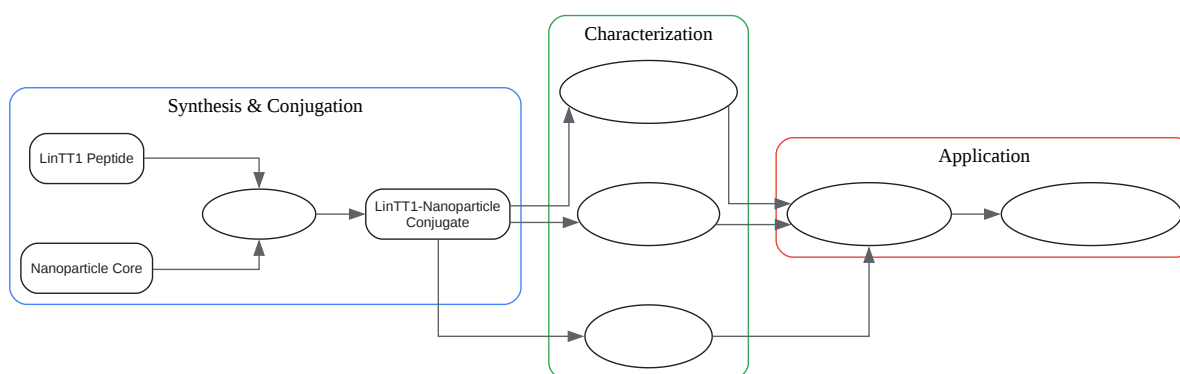 Characterization
Synthesis & Conjugation
LinTT1 Peptide
Application
LinTT1-Nanoparticle
Conjugate
Nanoparticle Core